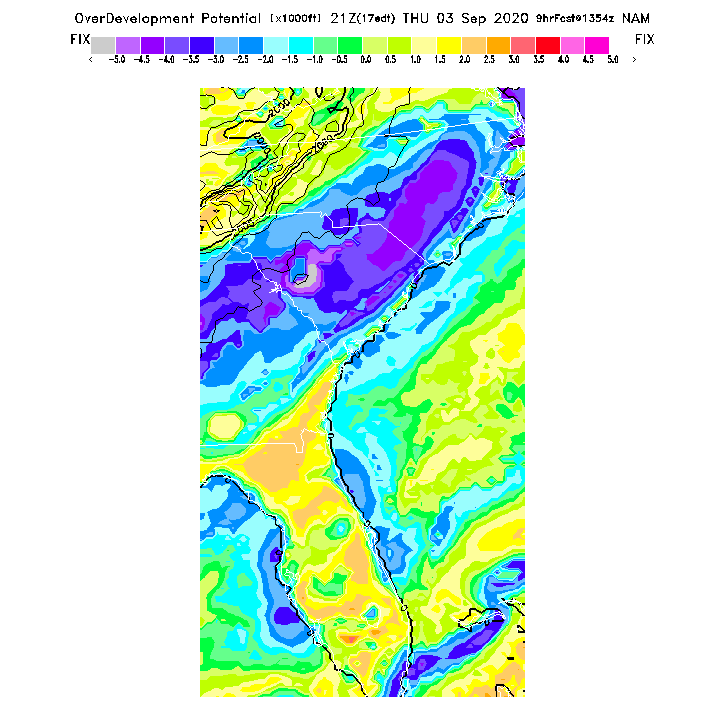 OverDevelopment Potential [x1000ft] 21Z(17edt) THU 03 Sep 2020 9hrFcst@1354z NAM
FIX FIX
< -5.0 -4.5 -4.0 -3.5 -3.0 -2.5 -2.0 -1.5 -1.0 -0.5 0.0 0.5 1.0 1.5 2.0 2.5 3.0 3.5 4.0 4.5 5.0 >
2000
2000